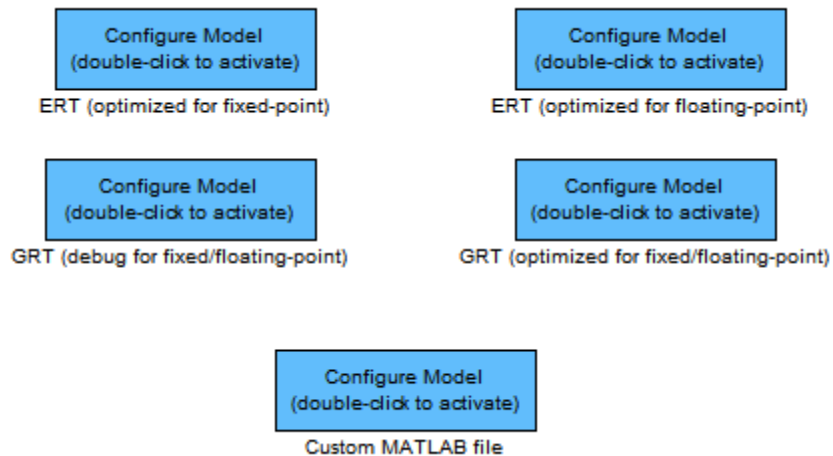 Configure Model
(double-click to activate)
ERT (optimized for fixed-point)
Configure Model
(double-click to activate)
ERT (optimized for floating-point)
Configure Model
(double-click to activate)
GRT (debug for fixed/floating-point)
Configure Model
(double-click to activate)
GRT (optimized for fixed/floating-point)
Configure Model
(double-click to activate)
Custom MATLAB file